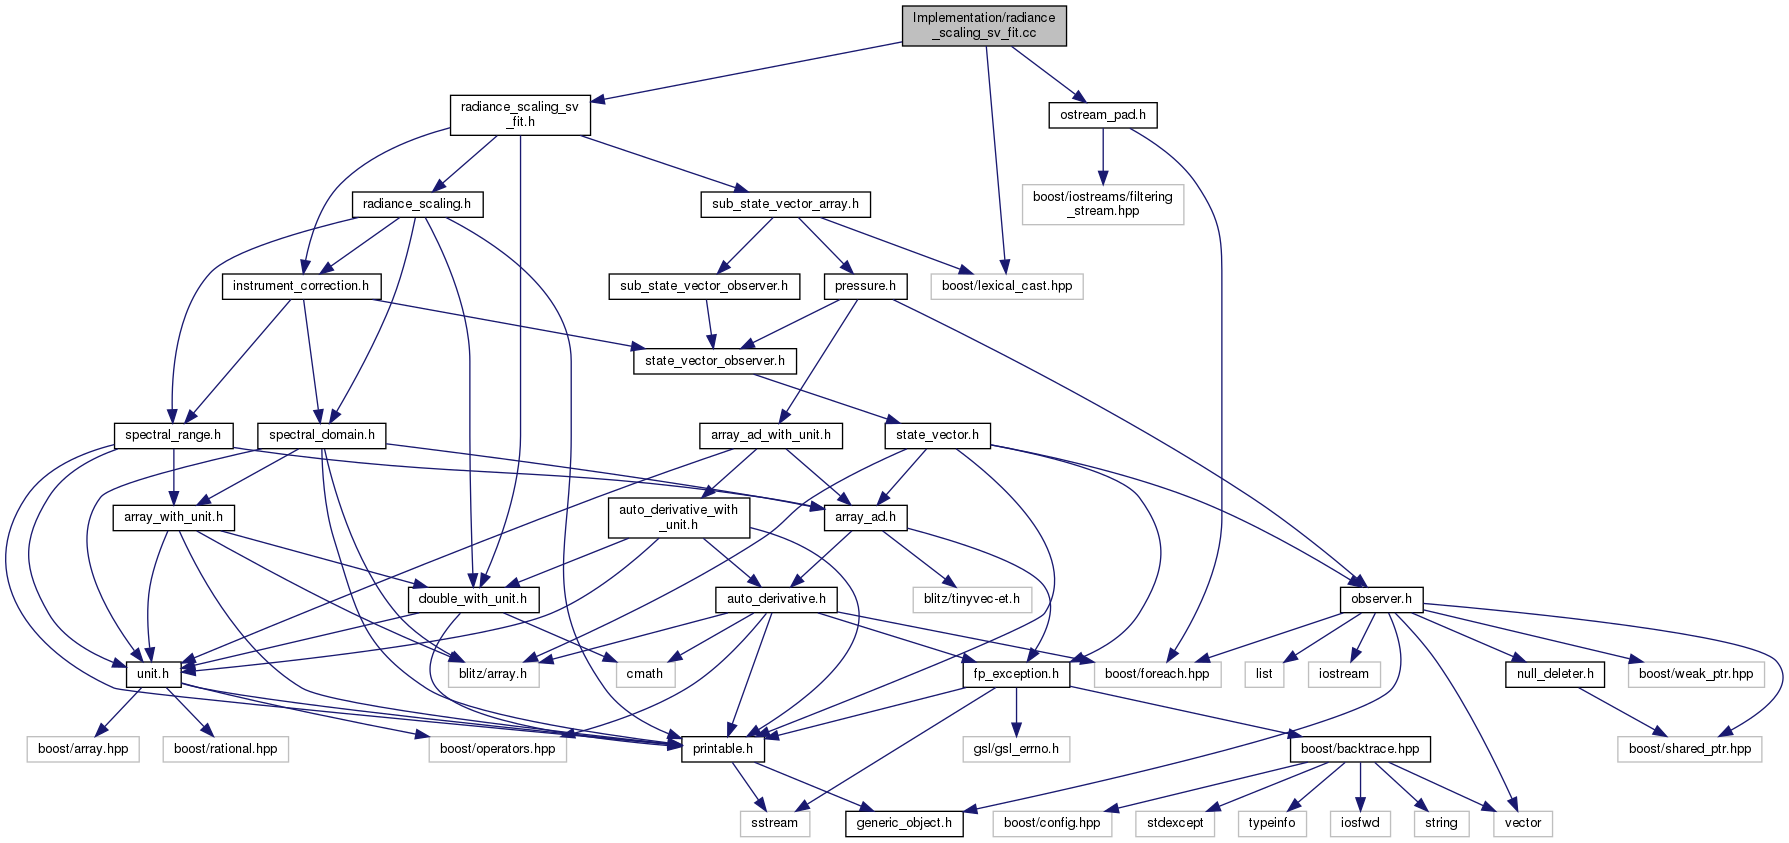 Implementation/radiance
_scaling_sv_fit.cc
radiance_scaling_sv
_fit.h
ostream_pad.h
radiance_scaling.h
sub_state_vector_array.h
boost/iostreams/filtering
_stream.hpp
instrument_correction.h
sub_state_vector_observer.h
pressure.h
boost/lexical_cast.hpp
state_vector_observer.h
spectral_range.h
spectral_domain.h
array_ad_with_unit.h
state_vector.h
array_with_unit.h
auto_derivative_with
_unit.h
array_ad.h
double_with_unit.h
auto_derivative.h
blitz/tinyvec-et.h
observer.h
unit.h
blitz/array.h
cmath
fp_exception.h
boost/foreach.hpp
list
iostream
null_deleter.h
boost/weak_ptr.hpp
boost/array.hpp
boost/rational.hpp
boost/operators.hpp
printable.h
gsl/gsl_errno.h
boost/backtrace.hpp
boost/shared_ptr.hpp
sstream
generic_object.h
boost/config.hpp
stdexcept
typeinfo
iosfwd
string
vector